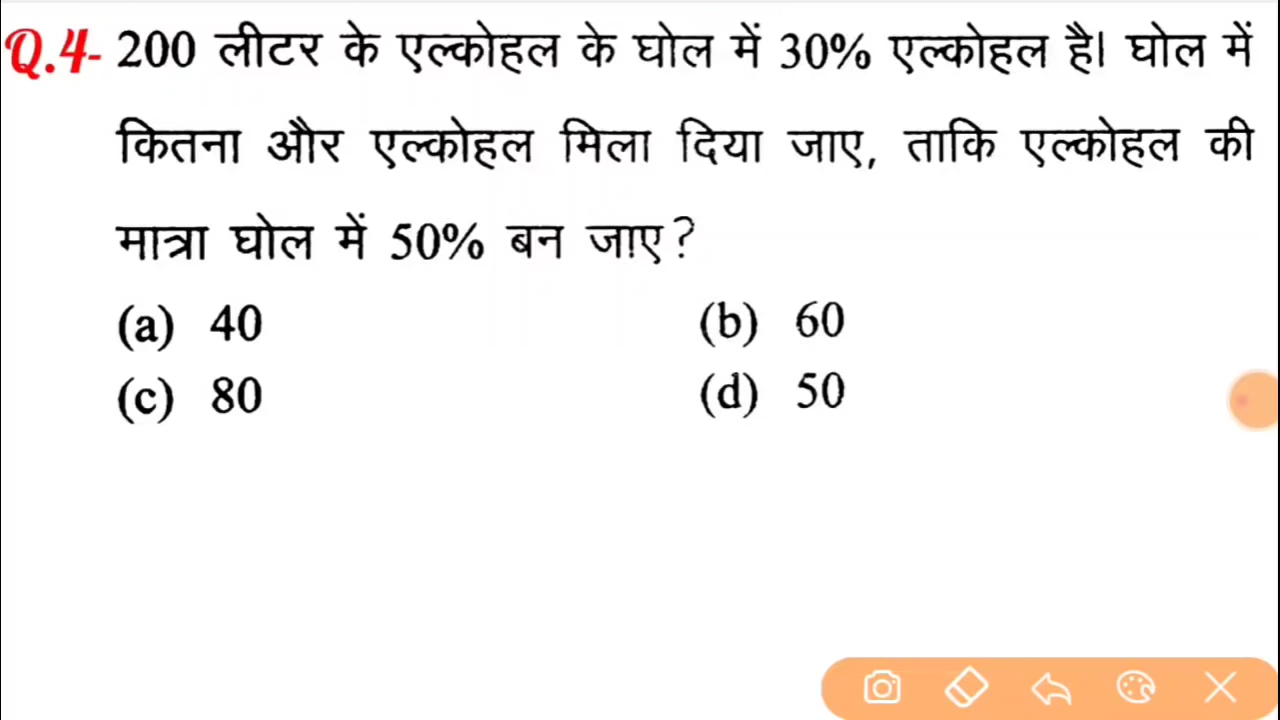 Q.4- 200 लीटर के एल्कोहल के घोल में 30% एल्कोहल है। घोल में
कितना और एल्कोहल मिला दिया जाए, ताकि एल्कोहल की
मात्रा घोल में 50% बन जाए?
(a) 40 (b) 60
(c) 80 (d) 50